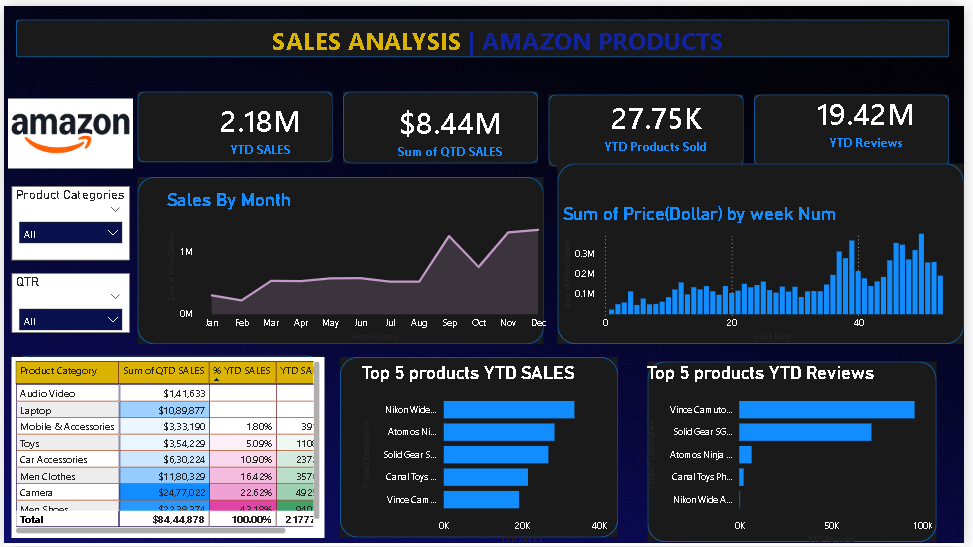 SALES ANALYSIS | AMAZON PRODUCTS
amazon
2.18M
YTD SALES
$8.44M
Sum of QTD SALES
27.75K
YTD Products Sold
19.42M
YTD Reviews
Product Categories
All
QTR
All
Sales By Month
1M
0M
Jan Feb Mar Apr May Jun Jul Aug Sep Oct Nov Dec
Sum of Price(Dollar) by week Num
0.3M
0.2M
0.1M
0 20 40
Product Category Sum of QTD SALES % YTD SALES YTD SA
Audio Video $1,41,633
Laptop $10,89,877
Mobile & Accessories $3,33,190 1.80% 391
Toys $3,54,229 5.09% 110
Car Accessories $6,30,224 10.90% 237
Men Clothes $11,80,329 16.42% 357
Camera $24,77,022 22.62% 492
Men Shoes $22,38,374 43.18% 940
Total $84,44,878 100.00% 21777
Top 5 products YTD SALES
Nikon Wide...
Atomos Ni...
Solid Gear S...
Canal Toys ...
Vince Cam ...
0K 20K 40K
Top 5 products YTD Reviews
Vince Camuto...
Solid Gear SG...
Atomos Ninja ...
Canal Toys Ph...
Nikon Wide A...
0K 50K 100K